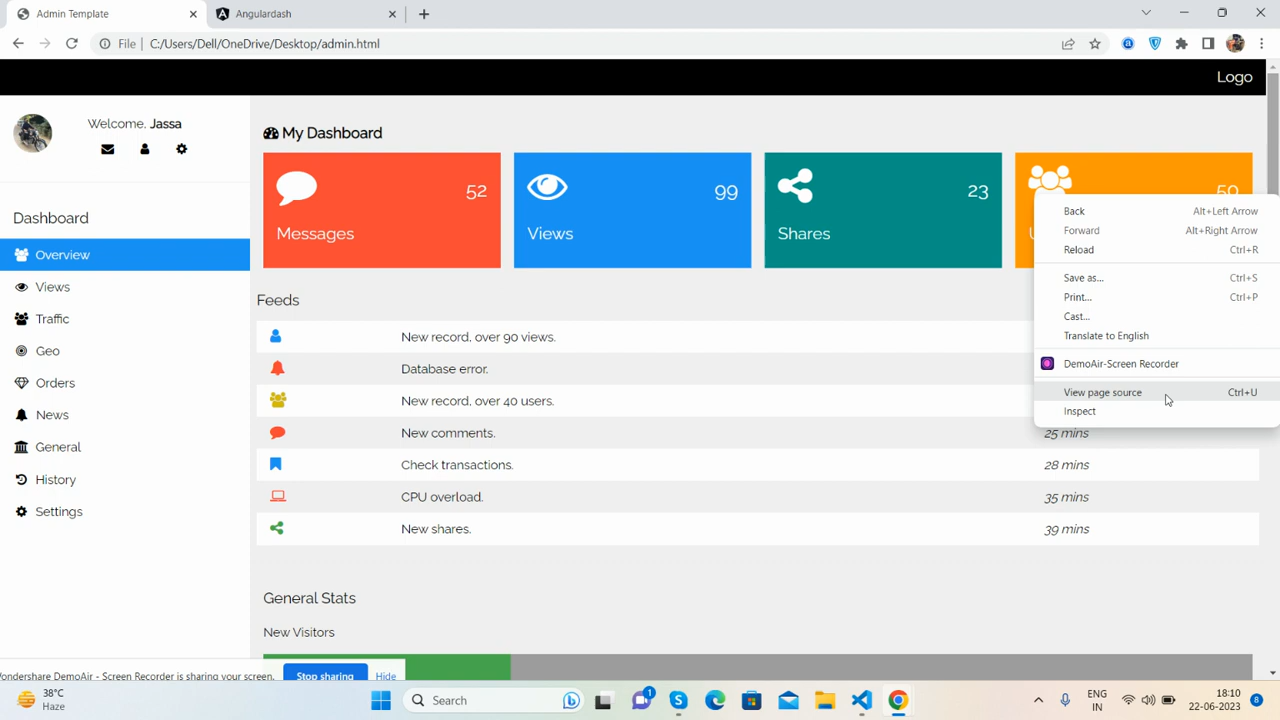 Admin Template
Angulardash
File
C:/Users/Dell/OneDrive/Desktop/admin.html
Logo
Welcome, Jassa
My Dashboard
52
Messages
99
Views
23
Shares
50
U
Back Alt+Left Arrow
Forward Alt+Right Arrow
Reload Ctrl+R
Save as... Ctrl+S
Print... Ctrl+P
Cast...
Translate to English
DemoAir-Screen Recorder
View page source Ctrl+U
Inspect
Dashboard
Overview
Views
Traffic
Geo
Orders
News
General
History
Settings
Feeds
New record, over 90 views.
Database error.
New record, over 40 users.
New comments. 25 mins
Check transactions. 28 mins
CPU overload. 35 mins
New shares. 39 mins
General Stats
New Visitors
ondershare DemoAir - Screen Recorder is sharing your screen.
Stop sharing
Hide
38°C
Haze
Search
1
ENG
IN
18:10
22-06-2023
8